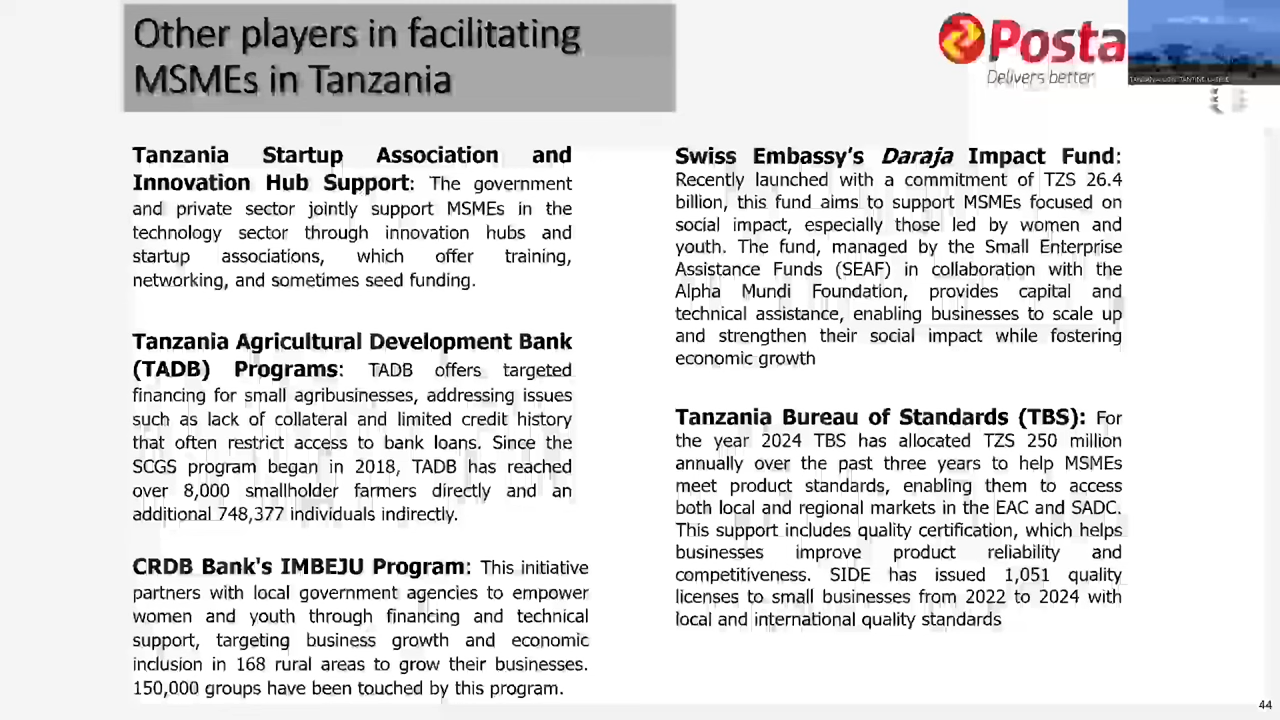 Other players in facilitating
MSMEs in Tanzania
Posta
Delivers better
Tanzania Startup Association and
Innovation Hub Support: The government
and private sector jointly support MSMEs in the
technology sector through innovation hubs and
startup associations, which offer training,
networking, and sometimes seed funding.
Tanzania Agricultural Development Bank
(TADB) Programs: TADB offers targeted
financing for small agribusinesses, addressing issues
such as lack of collateral and limited credit history
that often restrict access to bank loans. Since the
SCGS program began in 2018, TADB has reached
over 8,000 smallholder farmers directly and an
additional 748,377 individuals indirectly.
CRDB Bank's IMBEJU Program: This initiative
partners with local government agencies to empower
women and youth through financing and technical
support, targeting business growth and economic
inclusion in 168 rural areas to grow their businesses.
150,000 groups have been touched by this program.
Swiss Embassy's Daraja Impact Fund:
Recently launched with a commitment of TZS 26.4
billion, this fund aims to support MSMEs focused on
social impact, especially those led by women and
youth. The fund, managed by the Small Enterprise
Assistance Funds (SEAF) in collaboration with the
Alpha Mundi Foundation, provides capital and
technical assistance, enabling businesses to scale up
and strengthen their social impact while fostering
economic growth
Tanzania Bureau of Standards (TBS): For
the year 2024 TBS has allocated TZS 250 million
annually over the past three years to help MSMEs
meet product standards, enabling them to access
both local and regional markets in the EAC and SADC.
This support includes quality certification, which helps
businesses improve product reliability and
competitiveness. SIDE has issued 1,051 quality
licenses to small businesses from 2022 to 2024 with
local and international quality standards
44